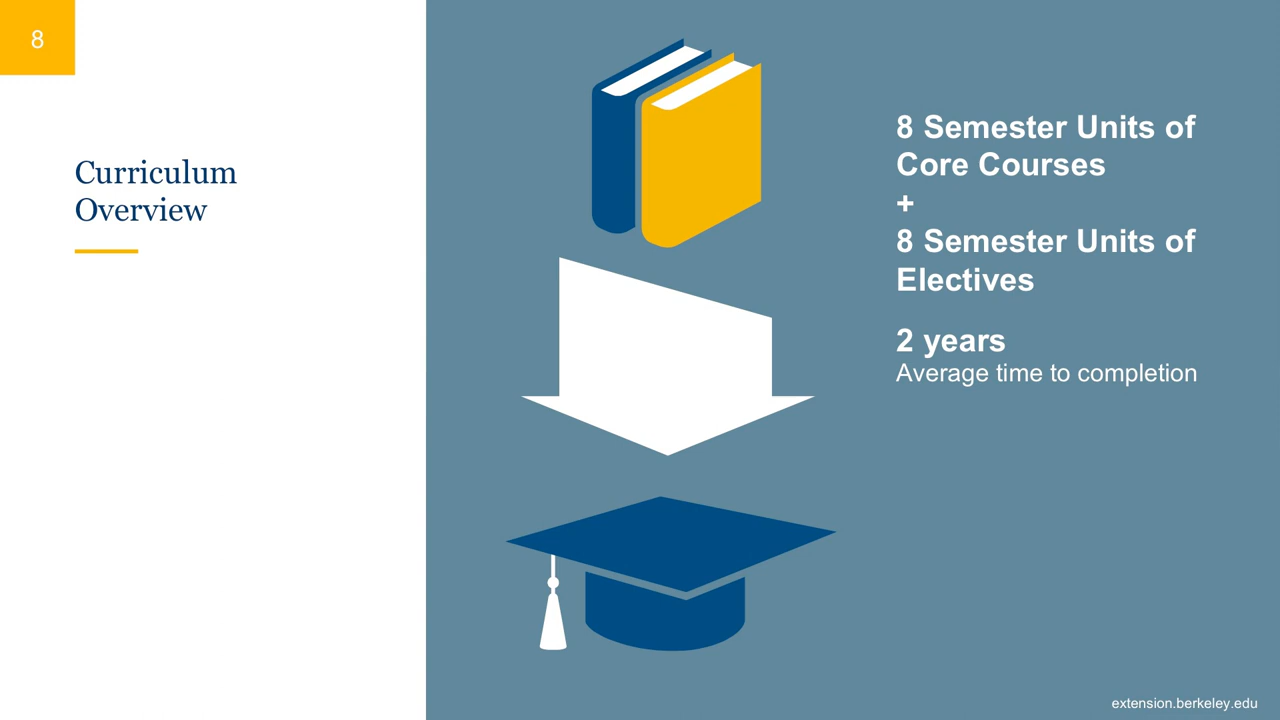 8
Curriculum
Overview
8 Semester Units of
Core Courses
+
8 Semester Units of
Electives
2 years
Average time to completion
extension.berkeley.edu